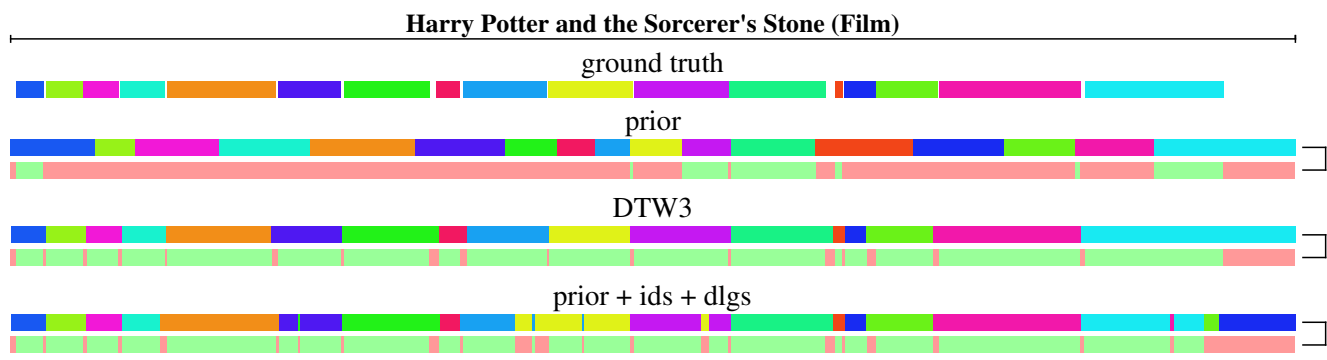 Harry Potter and the Sorcerer's Stone (Film)
ground truth
prior
DTW3
prior + ids + dlgs